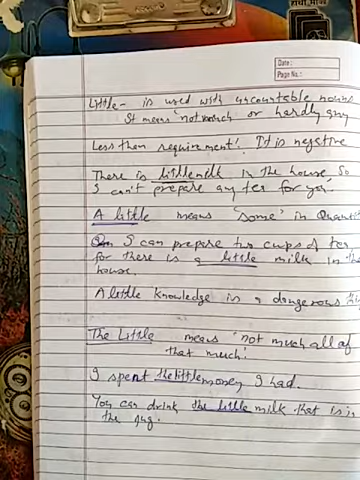 Date :
Page No. :
Little - is used with uncountable nouns
It means 'not much or hardly any
Less than requirement'. It is negative
There is little milk in the house, So
I can't prepare any tea for you.
A little means 'some' in Quanti
I can prepare two cups of tea,
for there is a little milk in the
house.
A little knowledge is a dangerous thi
The Little means 'not much all of
that much'.
I spent the little money I had.
You can drink the little milk that is in
the jug.